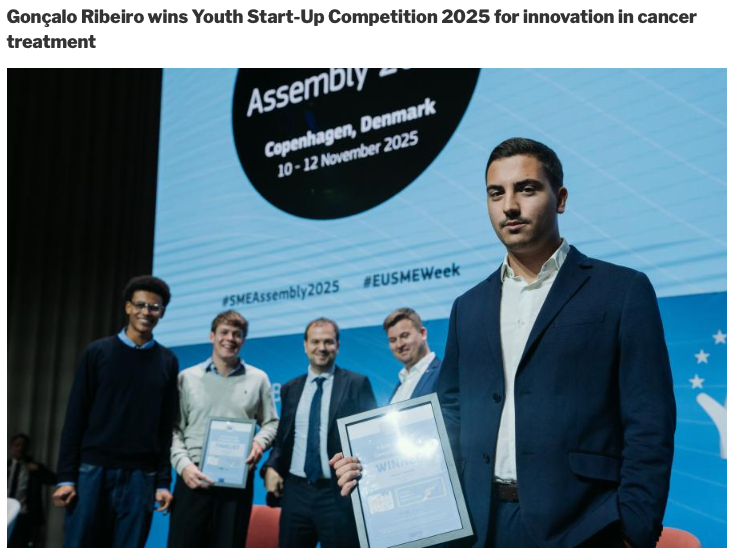 Gonçalo Ribeiro wins Youth Start-Up Competition 2025 for innovation in cancer
treatment
Assembly
Copenhagen, Denmark
10 - 12 November 2025
#SMEAssembly2025 #EUSMEWeek